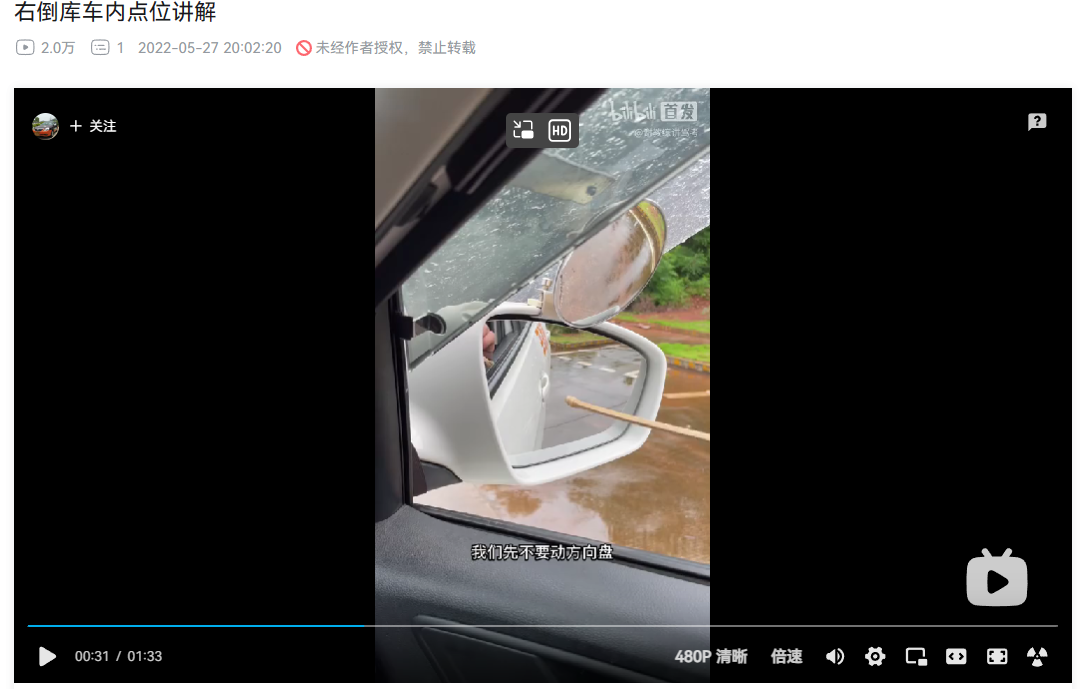 右倒库车内点位讲解
2.0万 1 2022-05-27 20:02:20 未经作者授权，禁止转载
+ 关注
HD
bilibili 首发
?
我们先不要动方向盘
00:31 / 01:33
480P 清晰 倍速